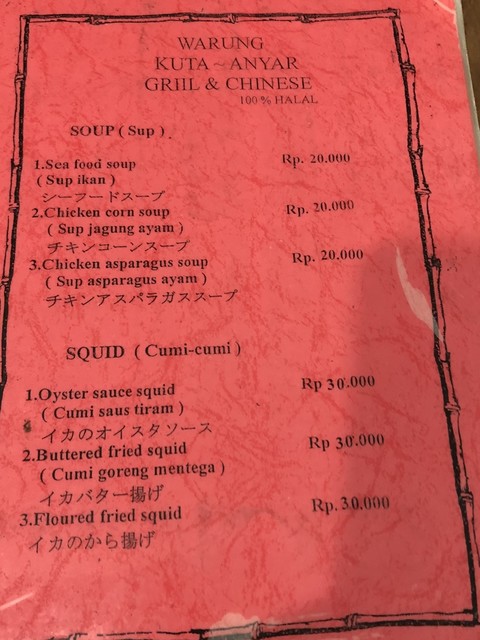 WARUNG
KUTA ~ ANYAR
GRIIL & CHINESE
100 % HALAL
SOUP ( Sup ) .
1.Sea food soup Rp. 20.000
( Sup ikan )
シーフードスープ
2.Chicken corn soup Rp. 20.000
( Sup jagung ayam )
チキンコーンスープ
3.Chicken asparagus soup Rp. 20.000
( Sup asparagus ayam )
チキンアスパラガススープ
SQUID ( Cumi-cumi )
1.Oyster sauce squid Rp 30.000
( Cumi saus tiram )
イカのオイスタソース
2.Buttered fried squid Rp 30.000
( Cumi goreng mentega )
イカバター揚げ
3.Floured fried squid Rp. 30.000
イカのから揚げ